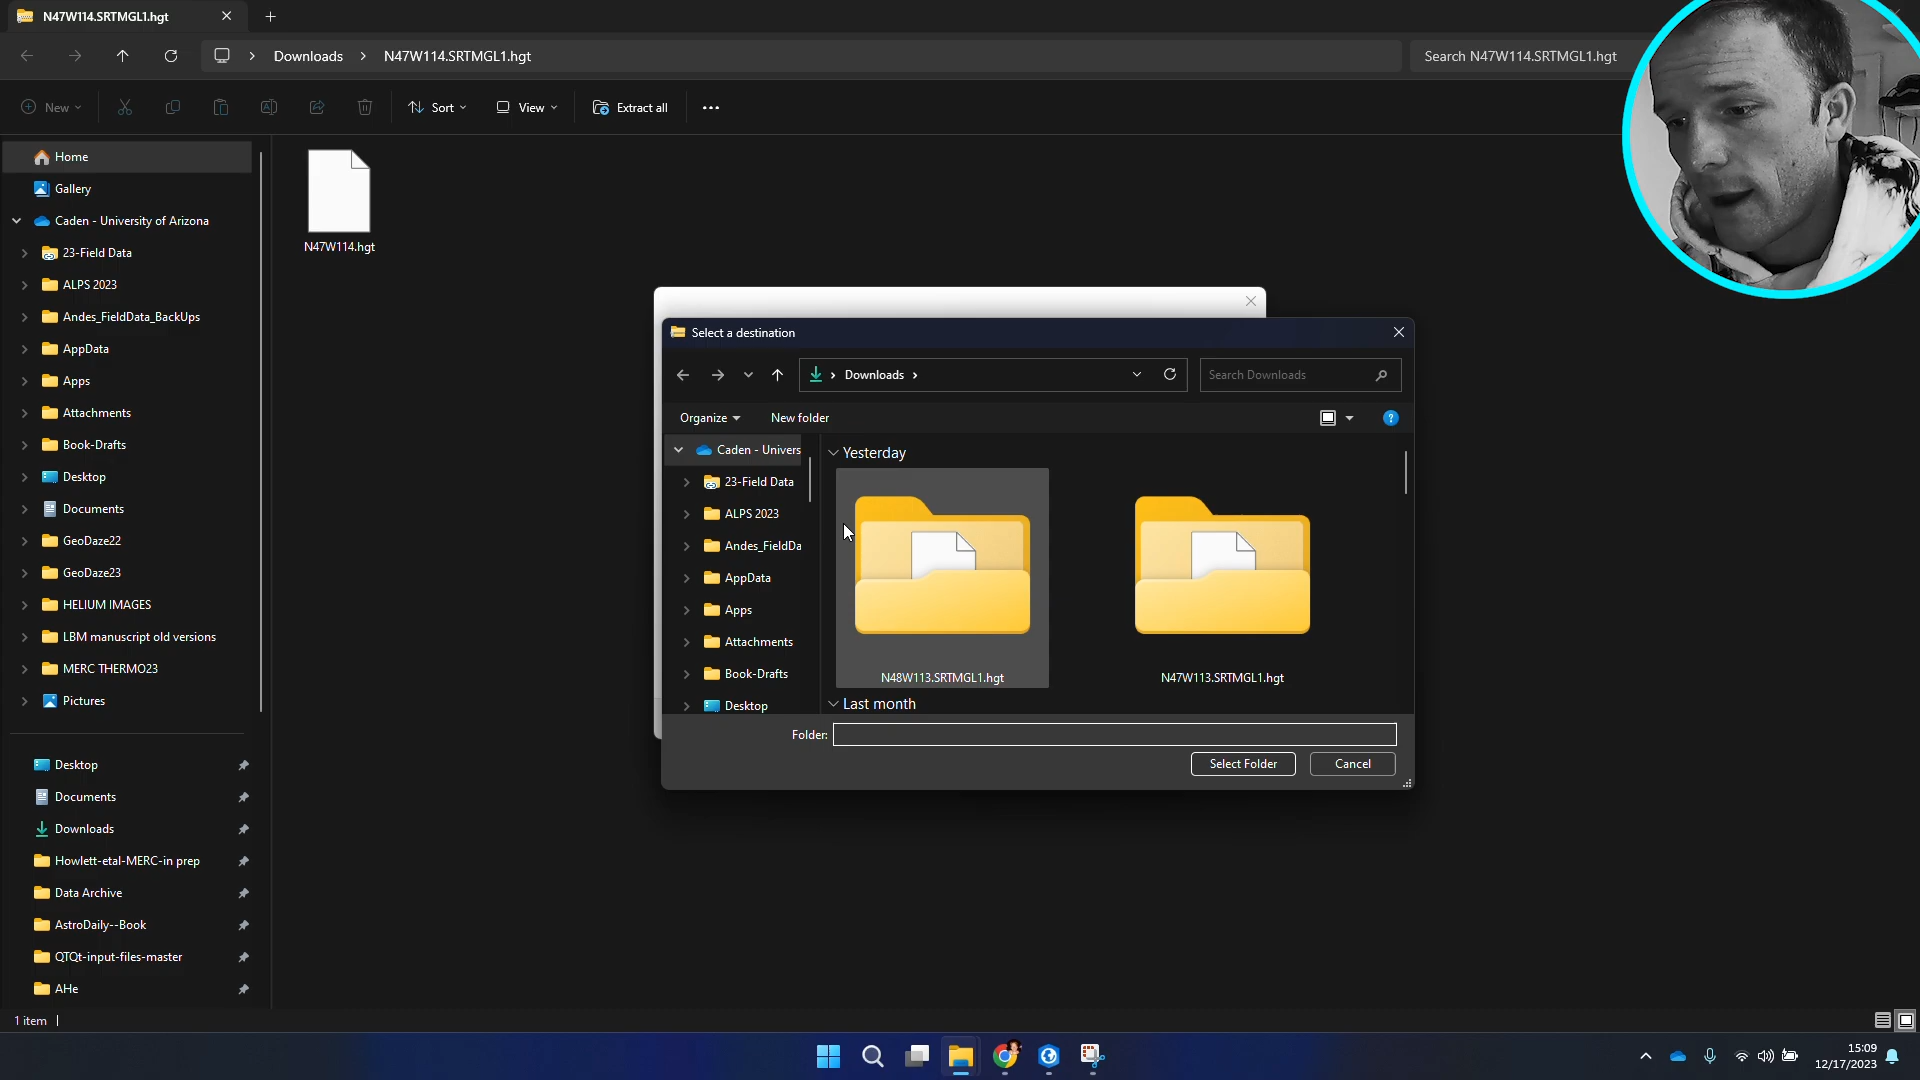 N47W114.SRTMGL1.hgt
Downloads
N47W114.SRTMGL1.hgt
Search N47W114.SRTMGL1.hgt
New
Sort
View
Extract all
Home
Gallery
Caden - University of Arizona
23-Field Data
ALPS 2023
Andes_FieldData_BackUps
AppData
Apps
Attachments
Book-Drafts
Desktop
Documents
GeoDaze22
GeoDaze23
HELIUM IMAGES
LBM manuscript old versions
MERC THERMO23
Pictures
Desktop
Documents
Downloads
Howlett-etal-MERC-in prep
Data Archive
AstroDaily--Book
QTQt-input-files-master
AHe
1 item
N47W114.hgt
Select a destination
Downloads
Search Downloads
Organize
New folder
Caden - Univers
23-Field Data
ALPS 2023
Andes_FieldDa
AppData
Apps
Attachments
Book-Drafts
Desktop
Yesterday
N48W113.SRTMGL1.hgt
N47W113.SRTMGL1.hgt
Last month
Folder:
Select Folder
Cancel
15:09
12/17/2023